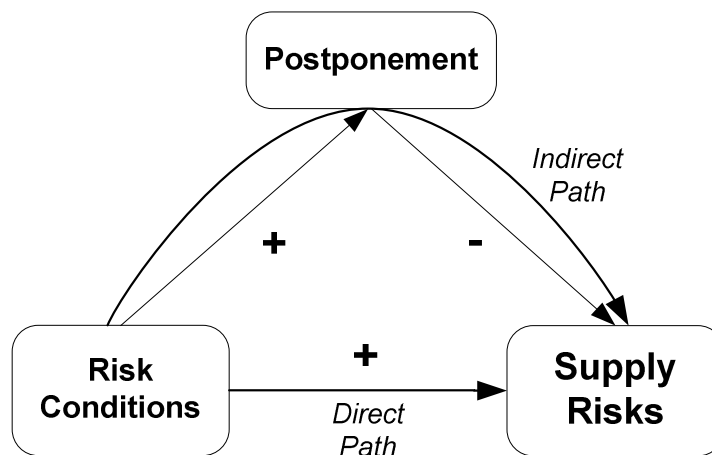 Postponement
Indirect
Path
+
-
+
Risk
Conditions
Supply
Risks
Direct
Path